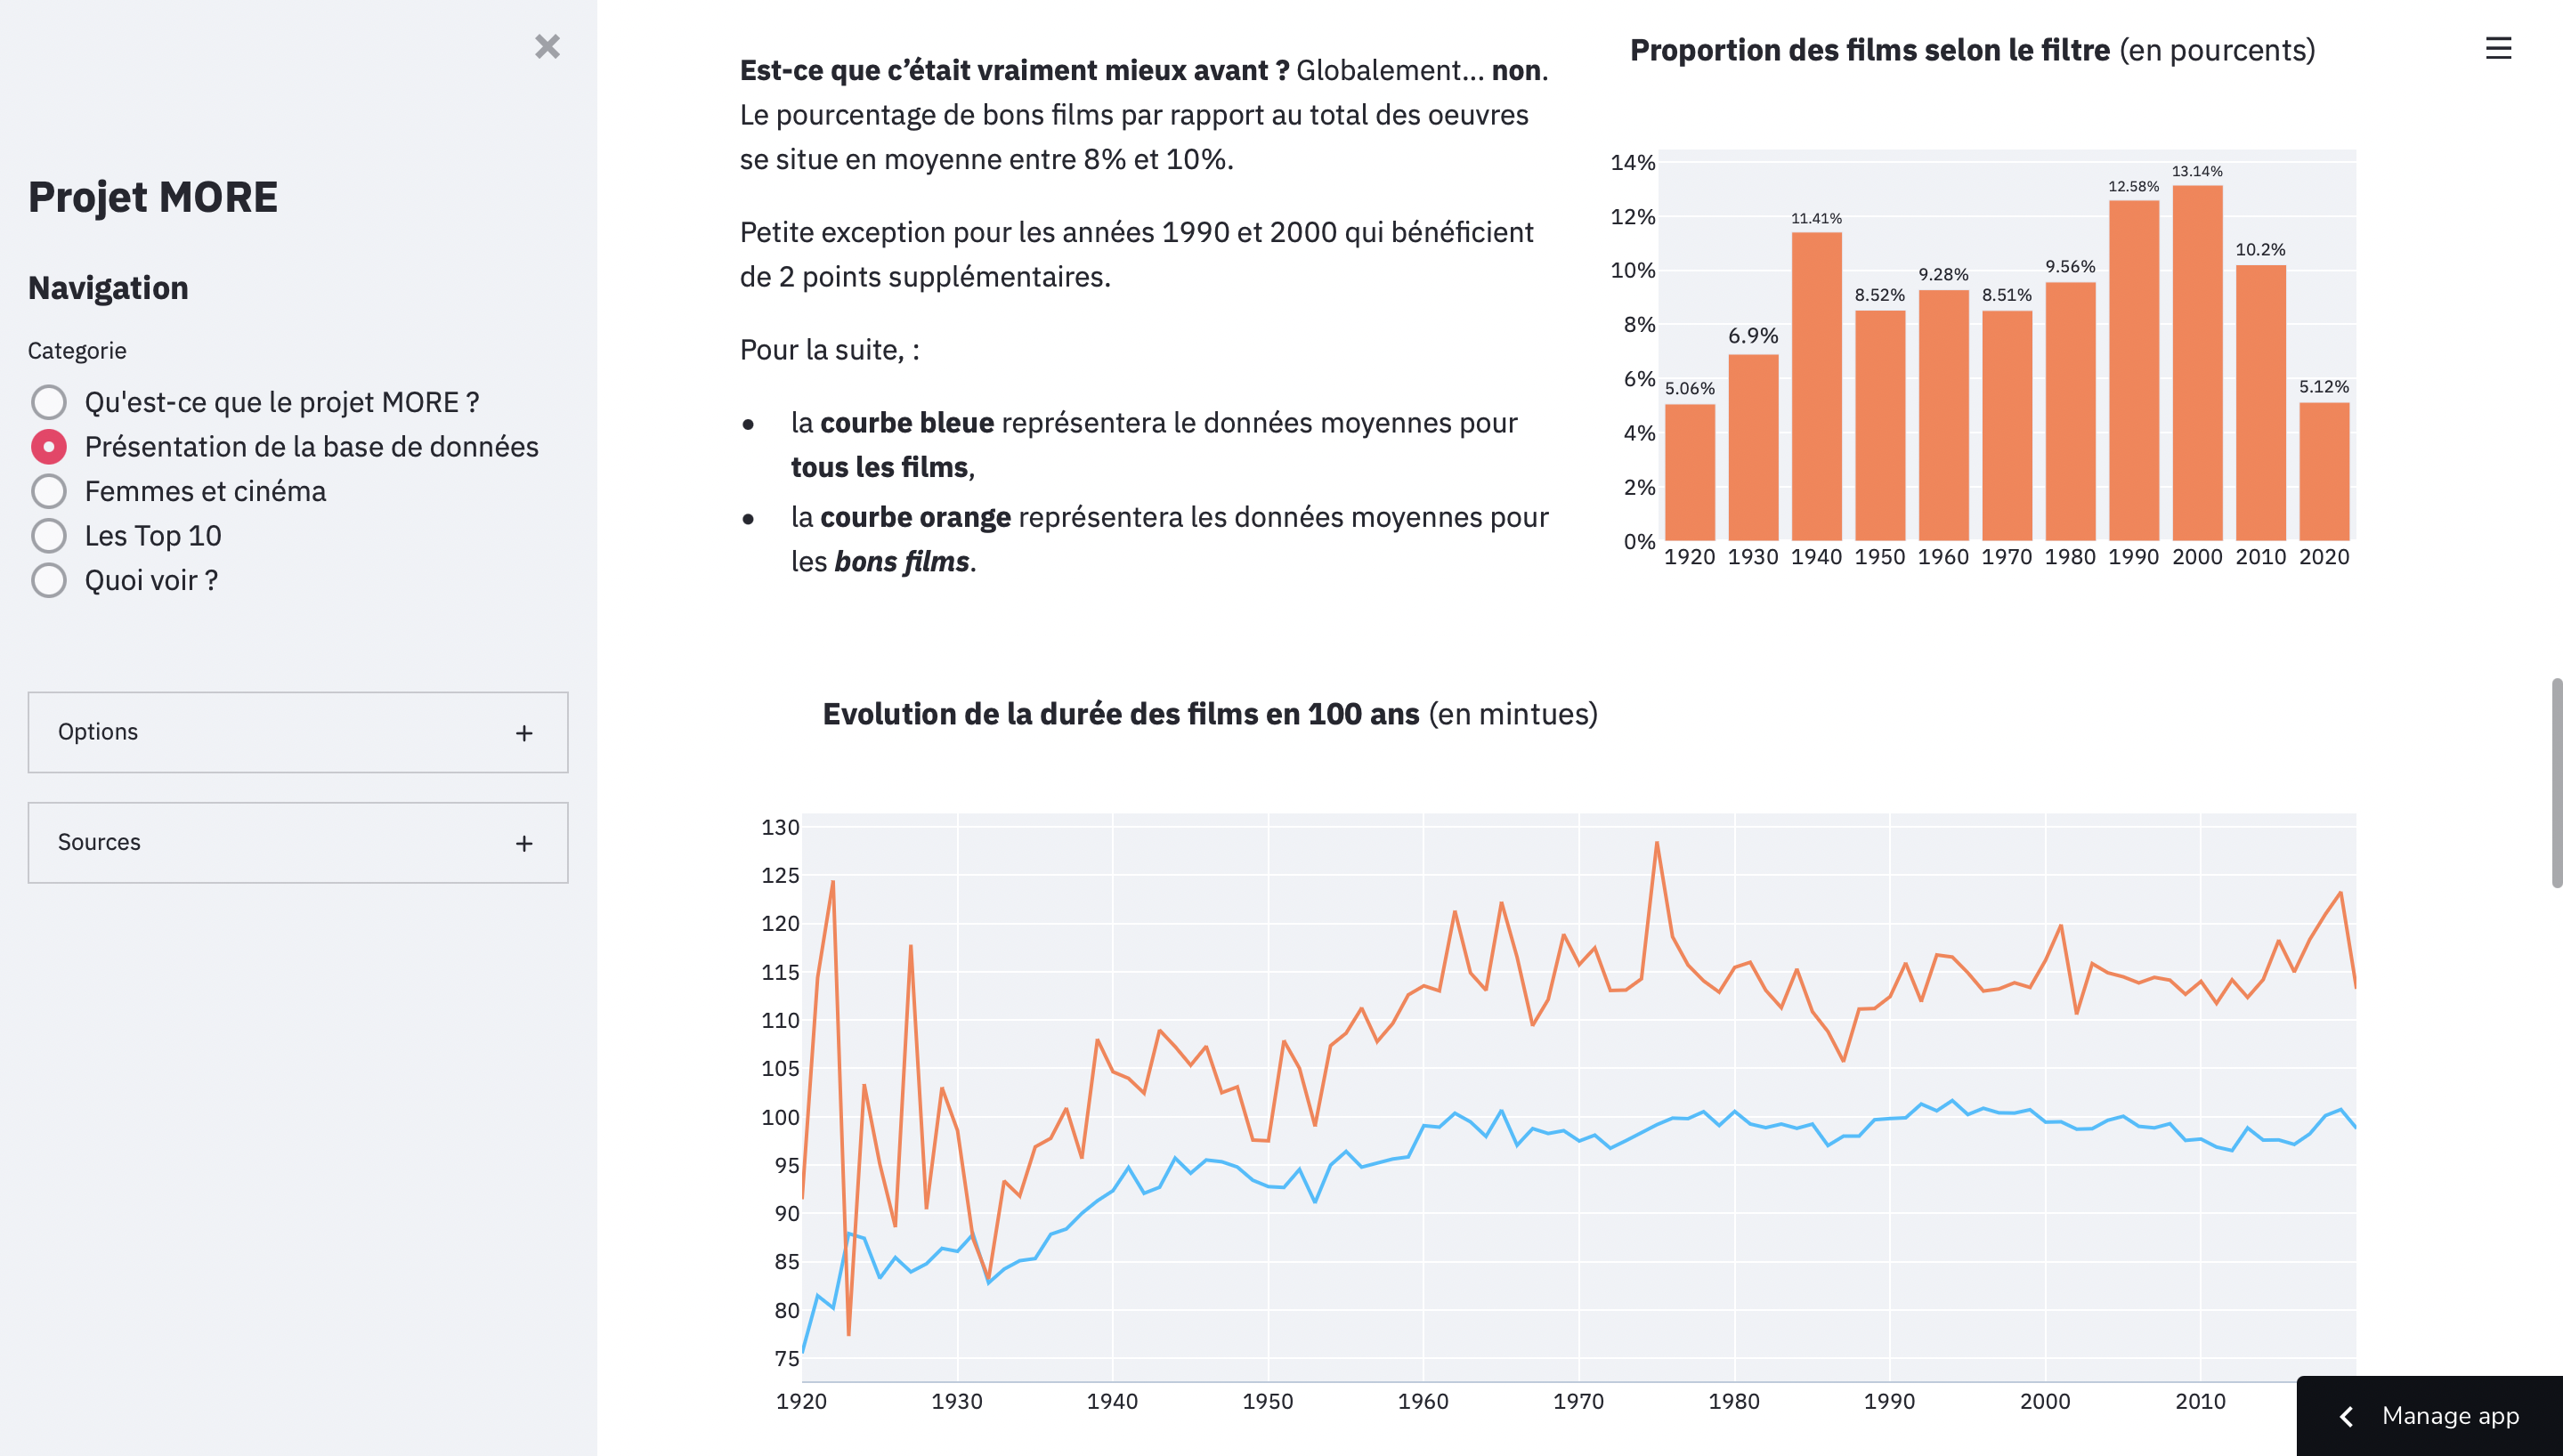 Projet MORE
Navigation
Categorie
Qu'est-ce que le projet MORE ?
Présentation de la base de données
Femmes et cinéma
Les Top 10
Quoi voir ?
Options
Sources
Est-ce que c’était vraiment mieux avant ? Globalement… non.
Le pourcentage de bons films par rapport au total des oeuvres
se situe en moyenne entre 8% et 10%.
Petite exception pour les années 1990 et 2000 qui bénéficient
de 2 points supplémentaires.
Pour la suite, :
la courbe bleue représentera le données moyennes pour
tous les films,
la courbe orange représentera les données moyennes pour
les bons films.
Proportion des films selon le filtre (en pourcents)
14%
12%
10%
8%
6%
4%
2%
0%
5.06%
6.9%
11.41%
8.52%
9.28%
8.51%
9.56%
12.58%
13.14%
10.2%
5.12%
1920 1930 1940 1950 1960 1970 1980 1990 2000 2010 2020
Evolution de la durée des films en 100 ans (en mintues)
130
125
120
115
110
105
100
95
90
85
80
75
1920 1930 1940 1950 1960 1970 1980 1990 2000 2010
Manage app